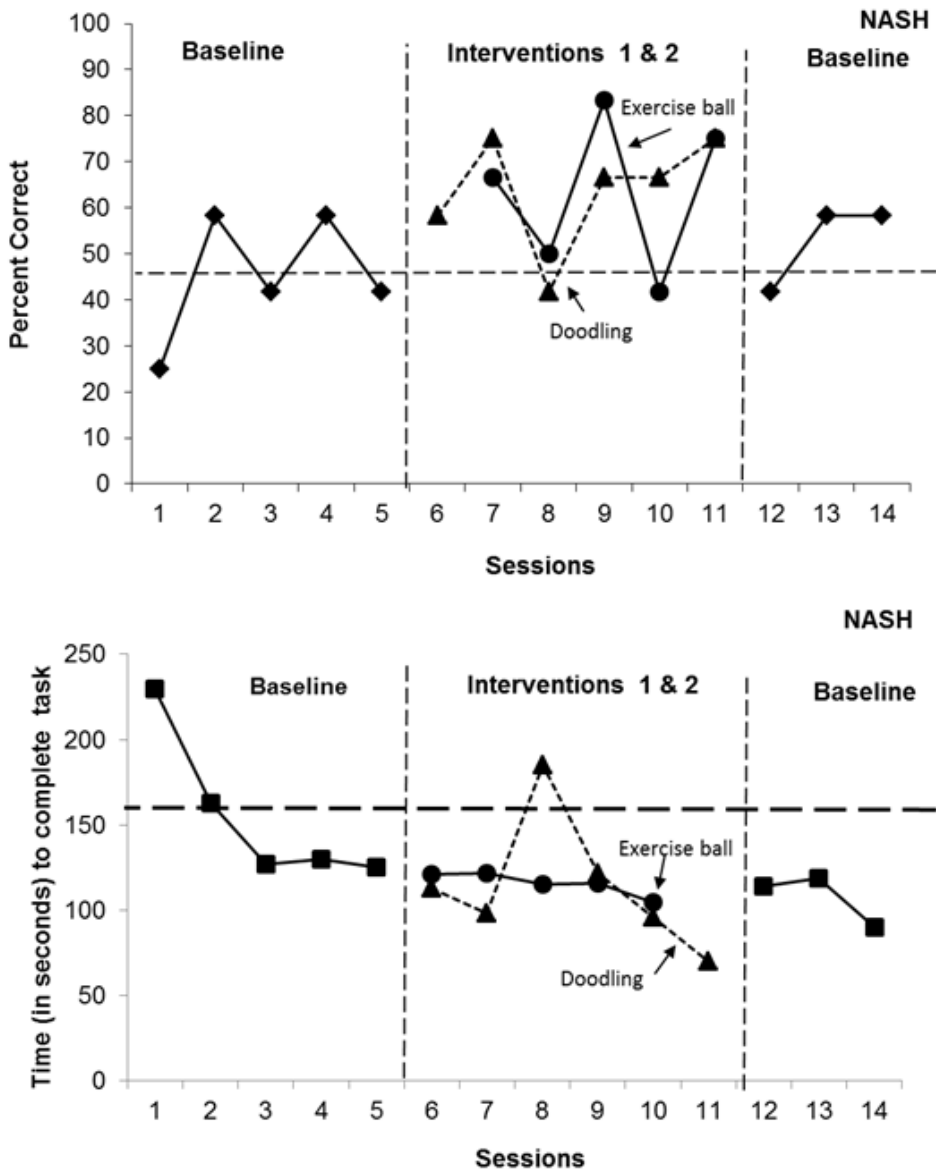 NASH
Baseline
Interventions 1 & 2
Baseline
Percent Correct
100
90
80
70
60
50
40
30
20
10
0
Exercise ball
Doodling
1 2 3 4 5 6 7 8 9 10 11 12 13 14
Sessions
NASH
Baseline
Interventions 1 & 2
Baseline
Time (in seconds) to complete task
250
200
150
100
50
0
Exercise ball
Doodling
1 2 3 4 5 6 7 8 9 10 11 12 13 14
Sessions